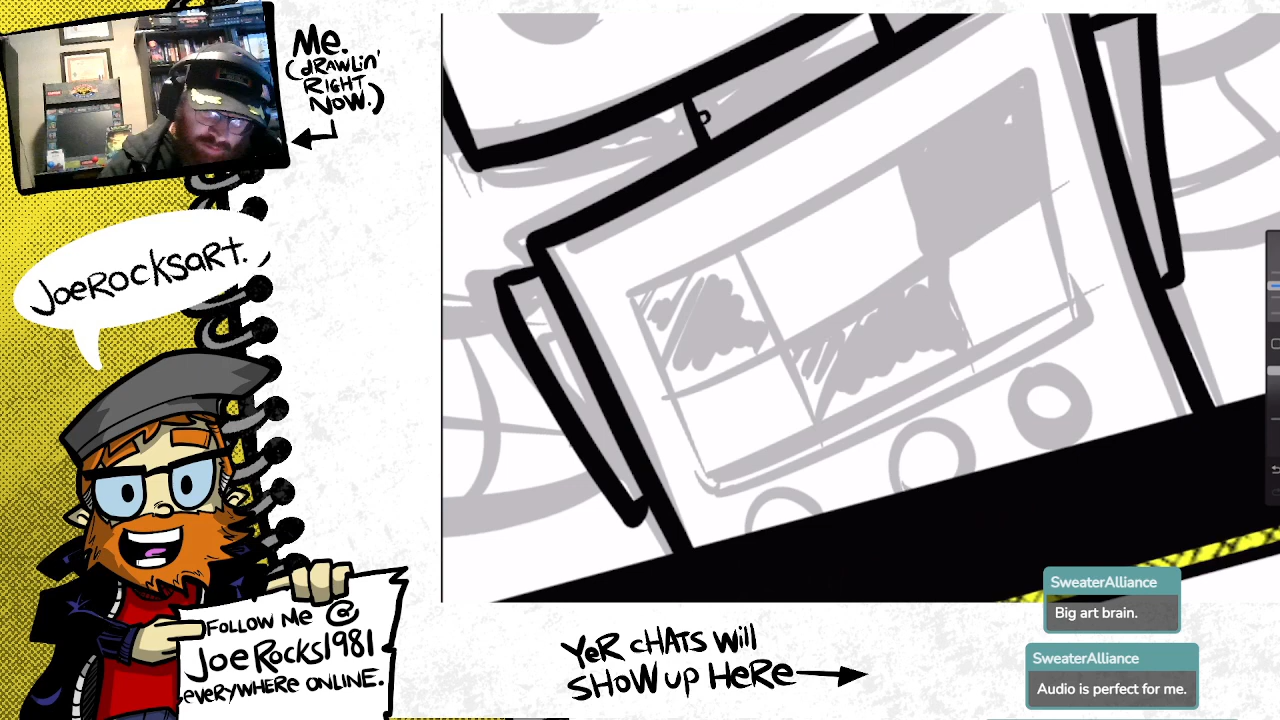 Me.
(dRAWLin'
RIGHT
NOW.)
JoeRocksart.
FOLLOW Me @
JoeRocks1981
everywhere online.
YeR cHATS will
SHOW up HeRe
SweaterAlliance
Big art brain.
SweaterAlliance
Audio is perfect for me.